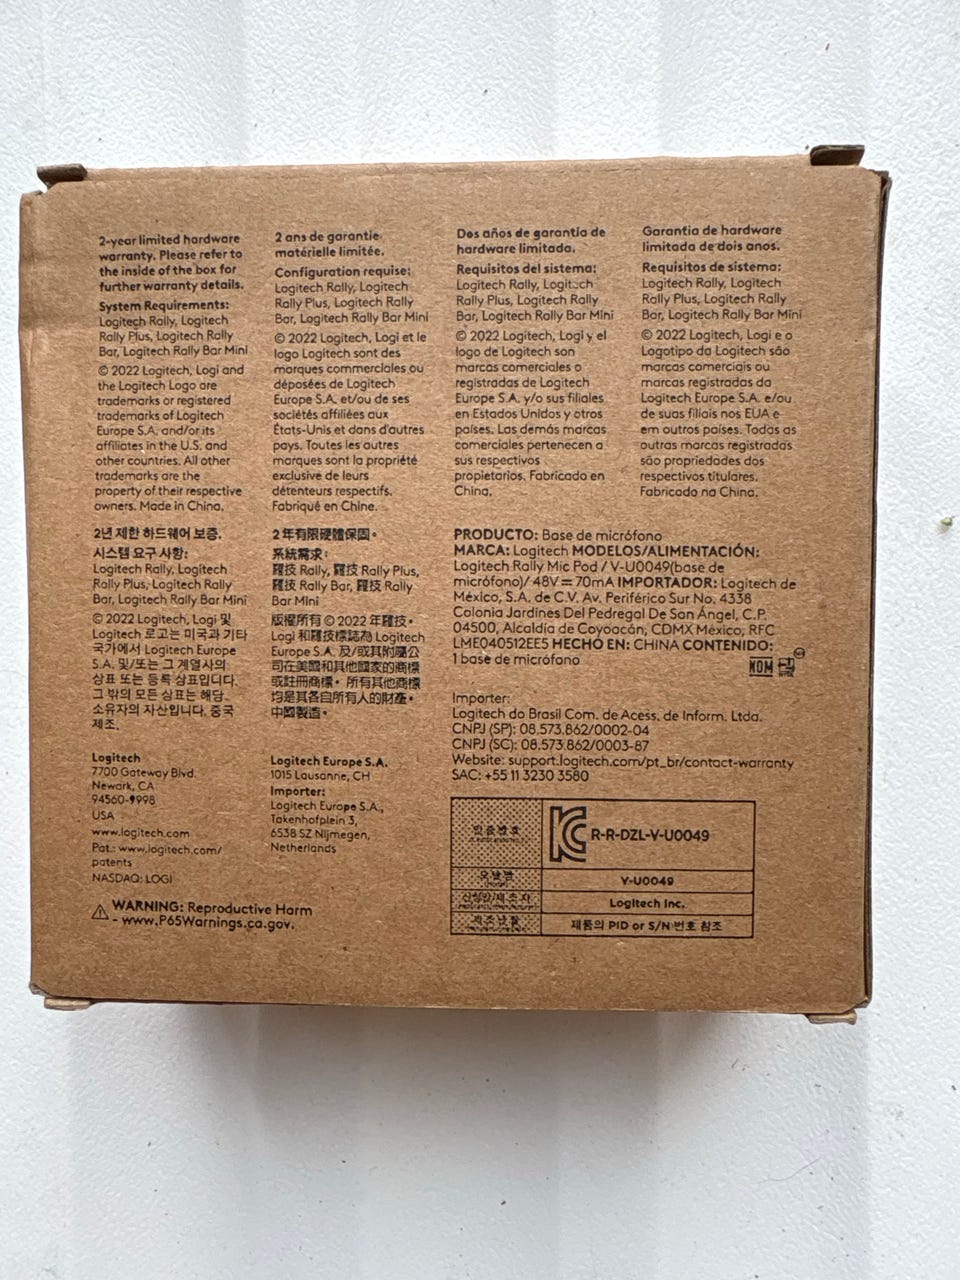 2-year limited hardware
warranty. Please refer to
the inside of the box for
further warranty details.
System Requirements:
Logitech Rally, Logitech
Rally Plus, Logitech Rally
Bar, Logitech Rally Bar Mini
© 2022 Logitech, Logi and
the Logitech Logo are
trademarks or registered
trademarks of Logitech
Europe S.A. and/or its
affiliates in the U.S. and
other countries. All other
trademarks are the
property of their respective
owners. Made in China.
2 ans de garantie
matérielle limitée.
Configuration requise:
Logitech Rally, Logitech
Rally Plus, Logitech Rally
Bar, Logitech Rally Bar Mini
© 2022 Logitech, Logi et le
logo Logitech sont des
marques commerciales ou
déposées de Logitech
Europe S.A. et/ou de ses
sociétés affiliées aux
États-Unis et dans d'autres
pays. Toutes les autres
marques sont la propriété
exclusive de leurs
détenteurs respectifs.
Fabriqué en Chine.
Dos años de garantía de
hardware limitada.
Requisitos del sistema:
Logitech Rally, Logitech
Rally Plus, Logitech Rally
Bar, Logitech Rally Bar Mini
© 2022 Logitech, Logi y el
logo de Logitech son
marcas comerciales o
registradas de Logitech
Europe S.A. y/o sus filiales
en Estados Unidos y otros
países. Las demás marcas
comerciales pertenecen a
sus respectivos
propietarios. Fabricado en
China.
Garantia de hardware
limitada de dois anos.
Requisitos de sistema:
Logitech Rally, Logitech
Rally Plus, Logitech Rally
Bar, Logitech Rally Bar Mini
© 2022 Logitech, Logi e o
Logotipo da Logitech são
marcas comerciais ou
marcas registradas da
Logitech Europe S.A. e/ou
de suas filiais nos EUA e
em outros países. Todas as
outras marcas registradas
são propriedades dos
respectivos titulares.
Fabricado na China.
2년 제한 하드웨어 보증.
시스템 요구 사항:
Logitech Rally, Logitech
Rally Plus, Logitech Rally
Bar, Logitech Rally Bar Mini
© 2022 Logitech, Logi 및
Logitech 로고는 미국과 기타
국가에서 Logitech Europe
S.A. 및/또는 그 계열사의
상표 또는 등록 상표입니다.
그 밖의 모든 상표는 해당
소유자의 자산입니다. 중국
제조.
2 年有限硬體保固。
系統需求：
羅技 Rally, 羅技 Rally Plus,
羅技 Rally Bar, 羅技 Rally
Bar Mini
版權所有 © 2022 年羅技。
Logi 和羅技標誌為 Logitech
Europe S.A. 及/或其附屬公
司在美國和其他國家的商標
或註冊商標。所有其他商標
均是其各自所有人的財產。
中國製造。
PRODUCTO: Base de micrófono
MARCA: Logitech MODELOS/ALIMENTACIÓN:
Logitech Rally Mic Pod / V-U0049(base de
micrófono)/ 48V⎓70mA IMPORTADOR: Logitech de
México, S.A. de C.V. Av. Periférico Sur No. 4338
Colonia Jardines Del Pedregal De San Ángel, C.P.
04500, Alcaldía de Coyoacán, CDMX México, RFC
LME040512EE5 HECHO EN: CHINA CONTENIDO:
1 base de micrófono
NOM
Importer:
Logitech do Brasil Com. de Acess. de Inform. Ltda.
CNPJ (SP): 08.573.862/0002-04
CNPJ (SC): 08.573.862/0003-87
Website: support.logitech.com/pt_br/contact-warranty
SAC: +55 11 3230 3580
Logitech
7700 Gateway Blvd.
Newark, CA
94560-9998
USA
www.logitech.com
Pat.: www.logitech.com/
patents
NASDAQ: LOGI
Logitech Europe S.A.
1015 Lausanne, CH
Importer:
Logitech Europe S.A.,
Takenhofplein 3,
6538 SZ Nijmegen,
Netherlands
⚠ WARNING: Reproductive Harm
- www.P65Warnings.ca.gov.
R-R-DZL-V-U0049
모델명
V-U0049
Logitech Inc.
제품의 PID or S/N 번호 참조